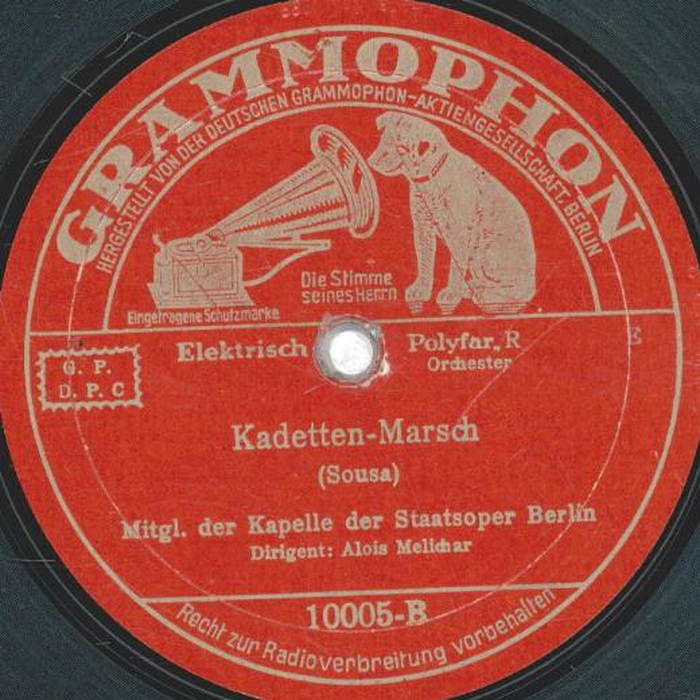 GRAMMOPHON
HERGESTELLT VON DER DEUTSCHEN GRAMMOPHON-AKTIENGESELLSCHAFT, BERLIN
Die Stimme
seines Herrn
Eingetragene Schutzmarke
Elektrisch
Polyfar, R
E
Orchester
G. P.
D. P. C
Kadetten-Marsch
(Sousa)
Mitgl. der Kapelle der Staatsoper Berlin
Dirigent: Alois Melichar
10005-B
Recht zur Radioverbreitung vorbehalten